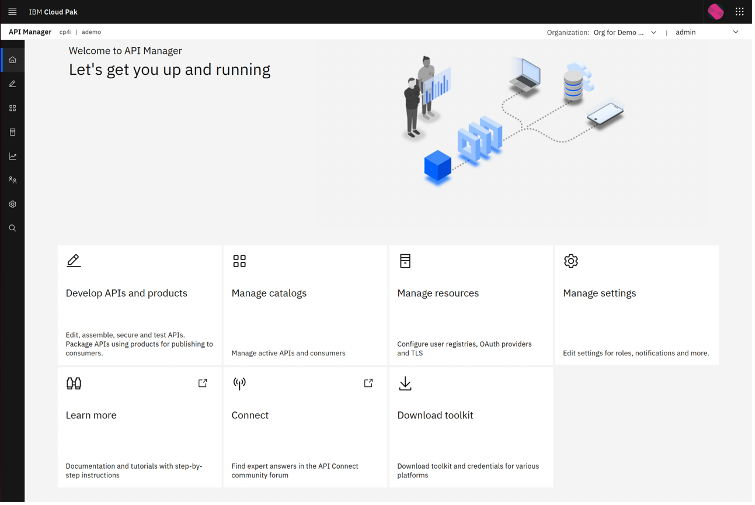 IBM Cloud Pak
API Manager cp4i | ademo Organization: Org for Demo ... | admin
Welcome to API Manager
Let's get you up and running
Develop APIs and products
Edit, assemble, secure and test APIs.
Package APIs using products for publishing to
consumers.
Manage catalogs
Manage active APIs and consumers
Manage resources
Configure user registries, OAuth providers
and TLS
Manage settings
Edit settings for roles, notifications and more.
Learn more
Documentation and tutorials with step-by-
step instructions
Connect
Find expert answers in the API Connect
community forum
Download toolkit
Download toolkit and credentials for various
platforms